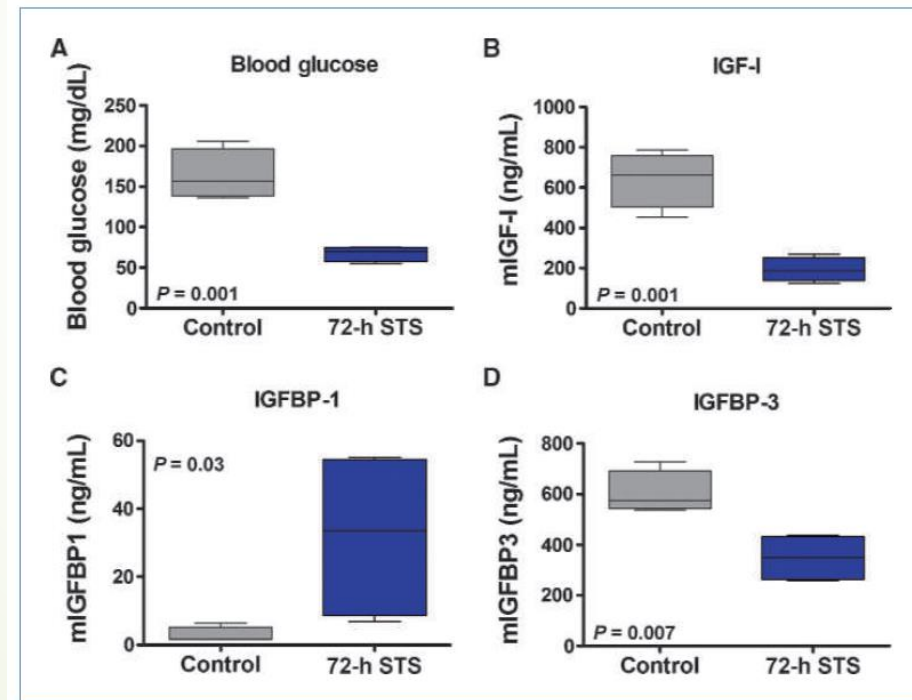 A
Blood glucose
Blood glucose (mg/dL)
250
200
150
100
50
0
P = 0.001
Control
72-h STS
B
IGF-I
mIGF-I (ng/mL)
1000
800
600
400
200
0
P = 0.001
Control
72-h STS
C
IGFBP-1
mIGFBP1 (ng/mL)
60
40
20
0
P = 0.03
Control
72-h STS
D
IGFBP-3
mIGFBP3 (ng/mL)
800
600
400
200
0
P = 0.007
Control
72-h STS